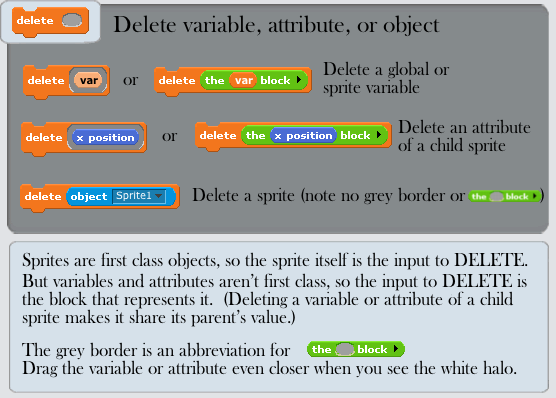 delete
Delete variable, attribute, or object
delete var or delete the var block Delete a global or
sprite variable
delete x position or delete the x position block Delete an attribute
of a child sprite
delete object Sprite1 Delete a sprite (note no grey border or the block )
Sprites are first class objects, so the sprite itself is the input to DELETE.
But variables and attributes aren't first class, so the input to DELETE is
the block that represents it. (Deleting a variable or attribute of a child
sprite makes it share its parent's value.)
The grey border is an abbreviation for the block
Drag the variable or attribute even closer when you see the white halo.